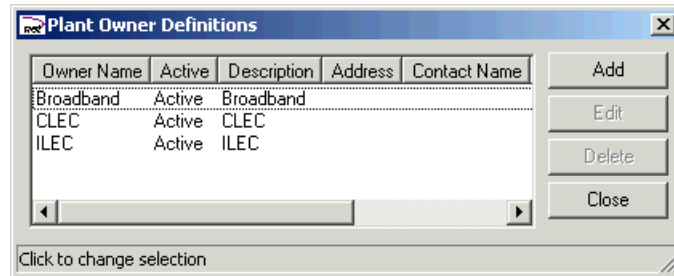 Plant Owner Definitions
Owner Name Active Description Address Contact Name
Broadband Active Broadband
CLEC Active CLEC
ILEC Active ILEC
Add
Edit
Delete
Close
Click to change selection